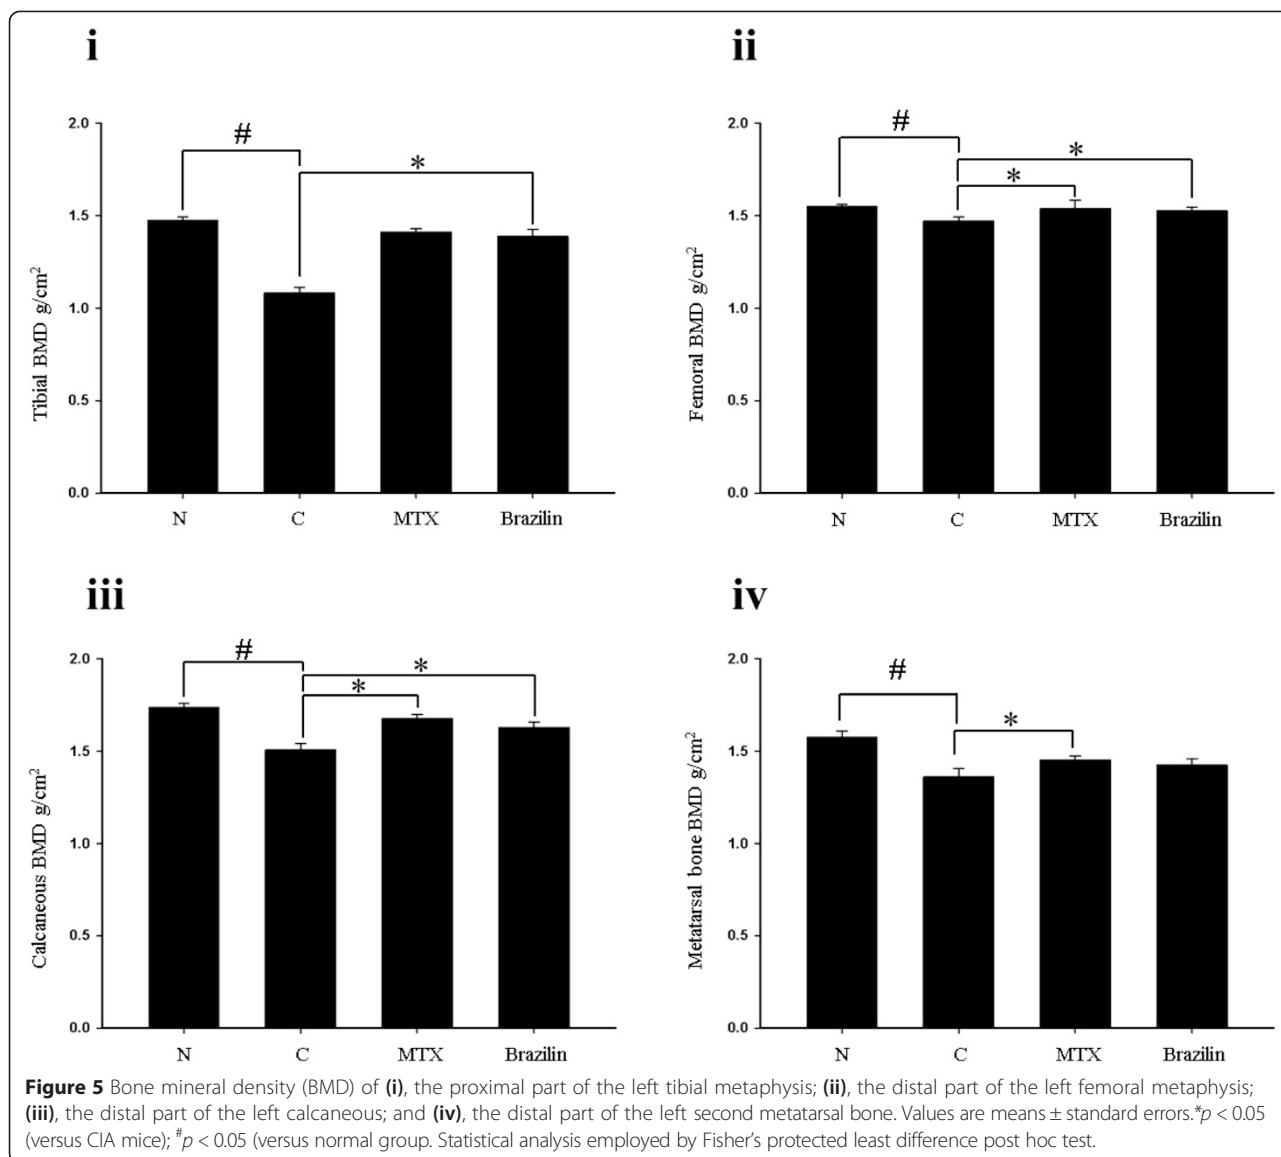 i
#
*
2.0
1.5
1.0
0.5
0.0
Tibial BMD g/cm²
N C MTX Brazilin
ii
#
*
*
2.0
1.5
1.0
0.5
0.0
Femoral BMD g/cm²
N C MTX Brazilin
iii
#
*
*
2.0
1.5
1.0
0.5
0.0
Calcaneous BMD g/cm²
N C MTX Brazilin
iv
#
*
2.0
1.5
1.0
0.5
0.0
Metatarsal bone BMD g/cm²
N C MTX Brazilin
Figure 5 Bone mineral density (BMD) of (i), the proximal part of the left tibial metaphysis; (ii), the distal part of the left femoral metaphysis;
(iii), the distal part of the left calcaneous; and (iv), the distal part of the left second metatarsal bone. Values are means ± standard errors.*p < 0.05
(versus CIA mice); #p < 0.05 (versus normal group. Statistical analysis employed by Fisher's protected least difference post hoc test.